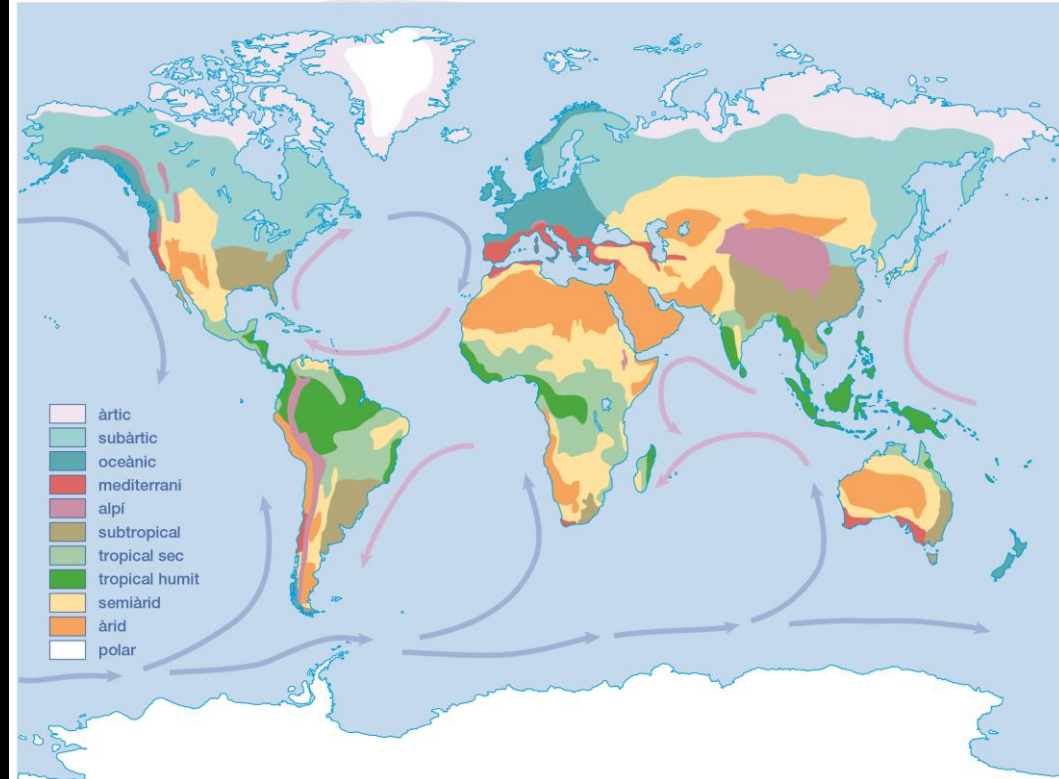 àrtic
subàrtic
oceànic
mediterrani
alpí
subtropical
tropical sec
tropical humit
semiàrid
àrid
polar